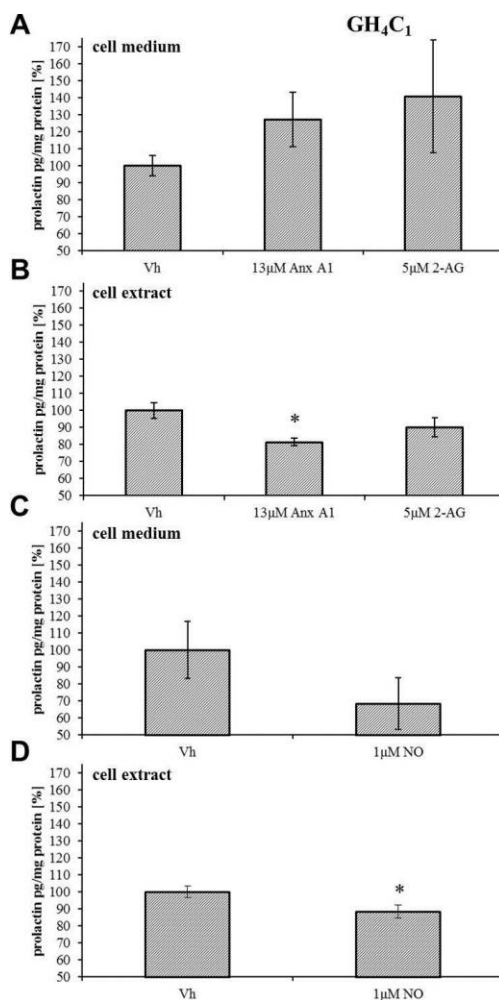 A
GH₄C₁
cell medium
prolactin pg/mg protein [%]
170
160
150
140
130
120
110
100
90
80
70
60
50
Vh
13µM Anx A1
5µM 2-AG
B
cell extract
prolactin pg/mg protein [%]
170
160
150
140
130
120
110
100
90
80
70
60
50
*
Vh
13µM Anx A1
5µM 2-AG
C
cell medium
prolactin pg/mg protein [%]
170
160
150
140
130
120
110
100
90
80
70
60
50
Vh
1µM NO
D
cell extract
prolactin pg/mg protein [%]
170
160
150
140
130
120
110
100
90
80
70
60
50
*
Vh
1µM NO